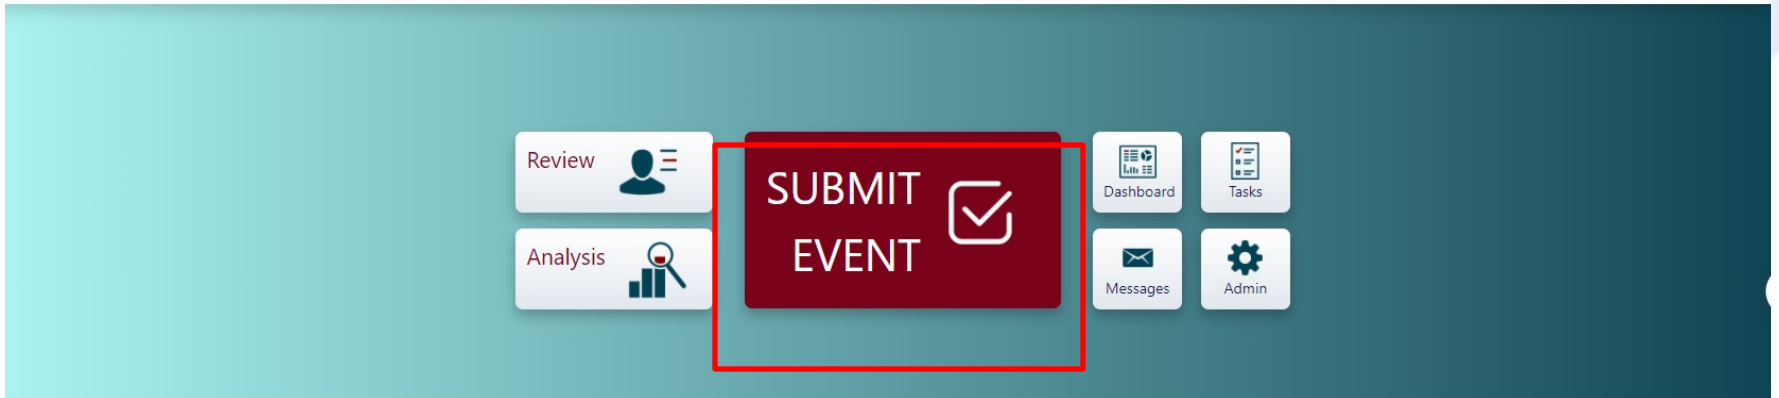 Review
Analysis
SUBMIT
EVENT
Dashboard
Tasks
Messages
Admin